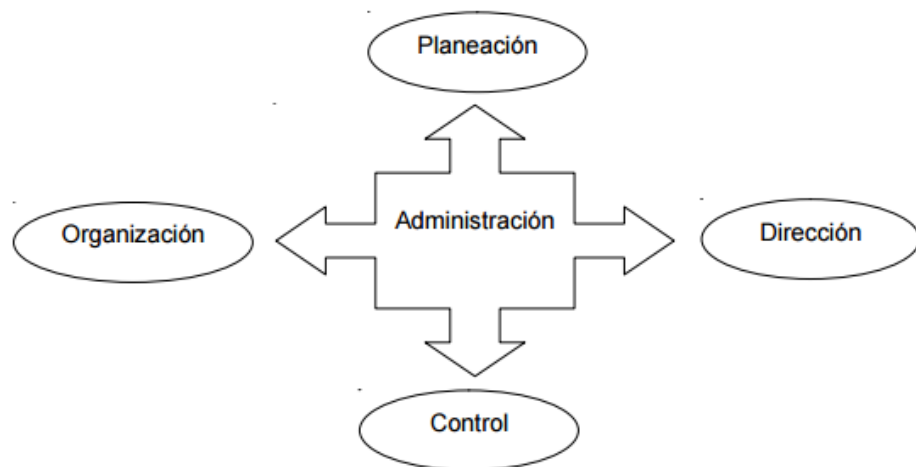 Planeación
Organización
Administración
Dirección
Control